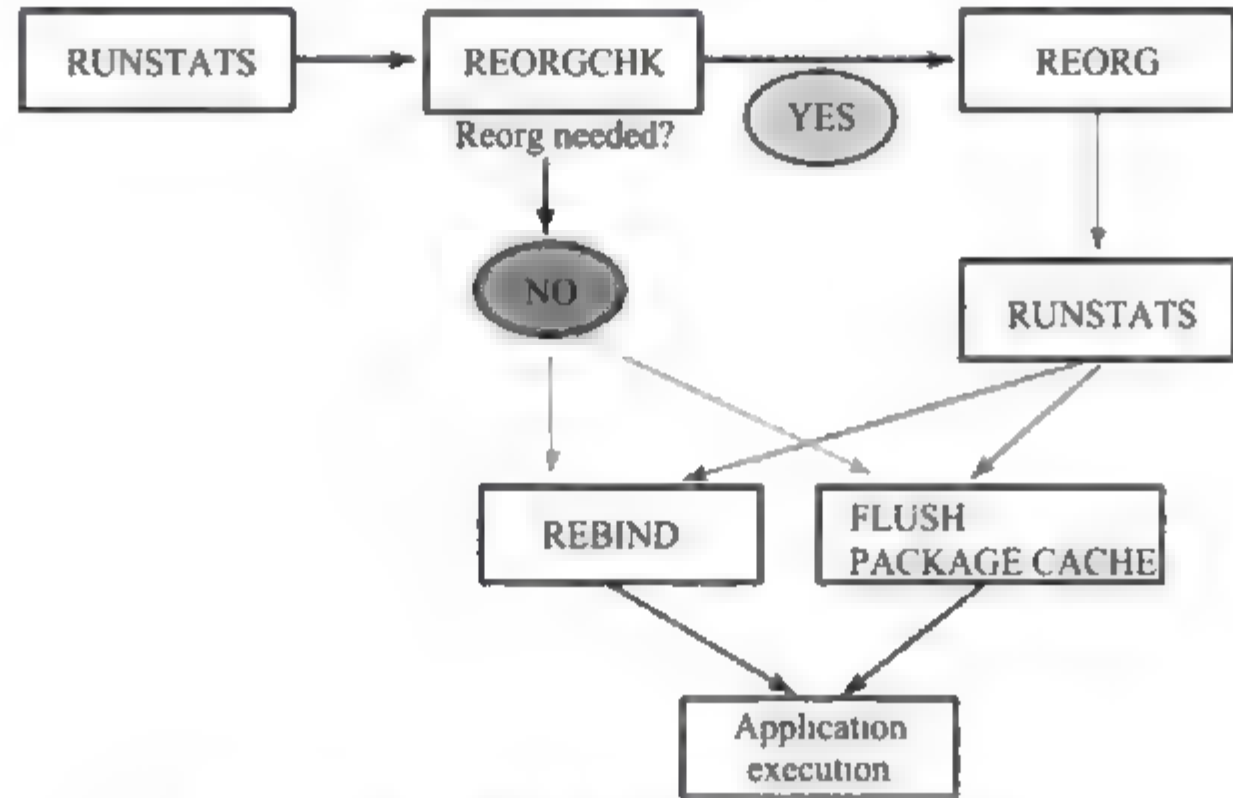 RUNSTATS
REORGCHK
REORG
Reorg needed?
YES
NO
RUNSTATS
REBIND
FLUSH
PACKAGE CACHE
Application
execution